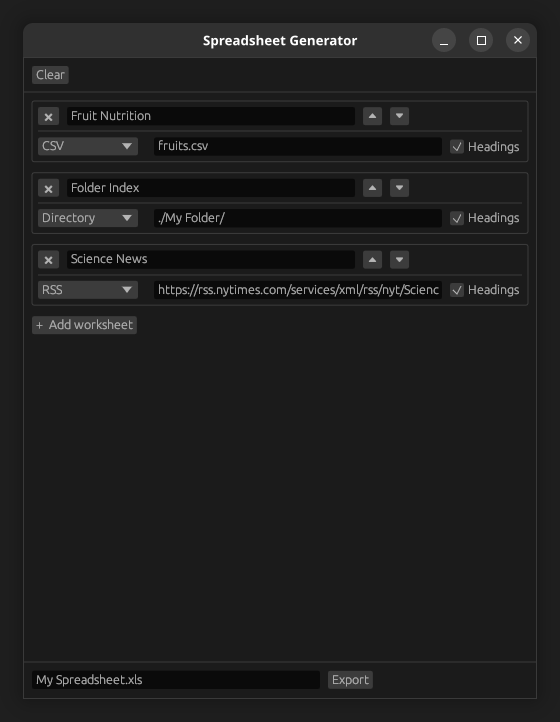 Spreadsheet Generator
Clear
Fruit Nutrition
CSV fruits.csv Headings
Folder Index
Directory ./My Folder/ Headings
Science News
RSS https://rss.nytimes.com/services/xml/rss/nyt/Scienc Headings
+ Add worksheet
My Spreadsheet.xls Export